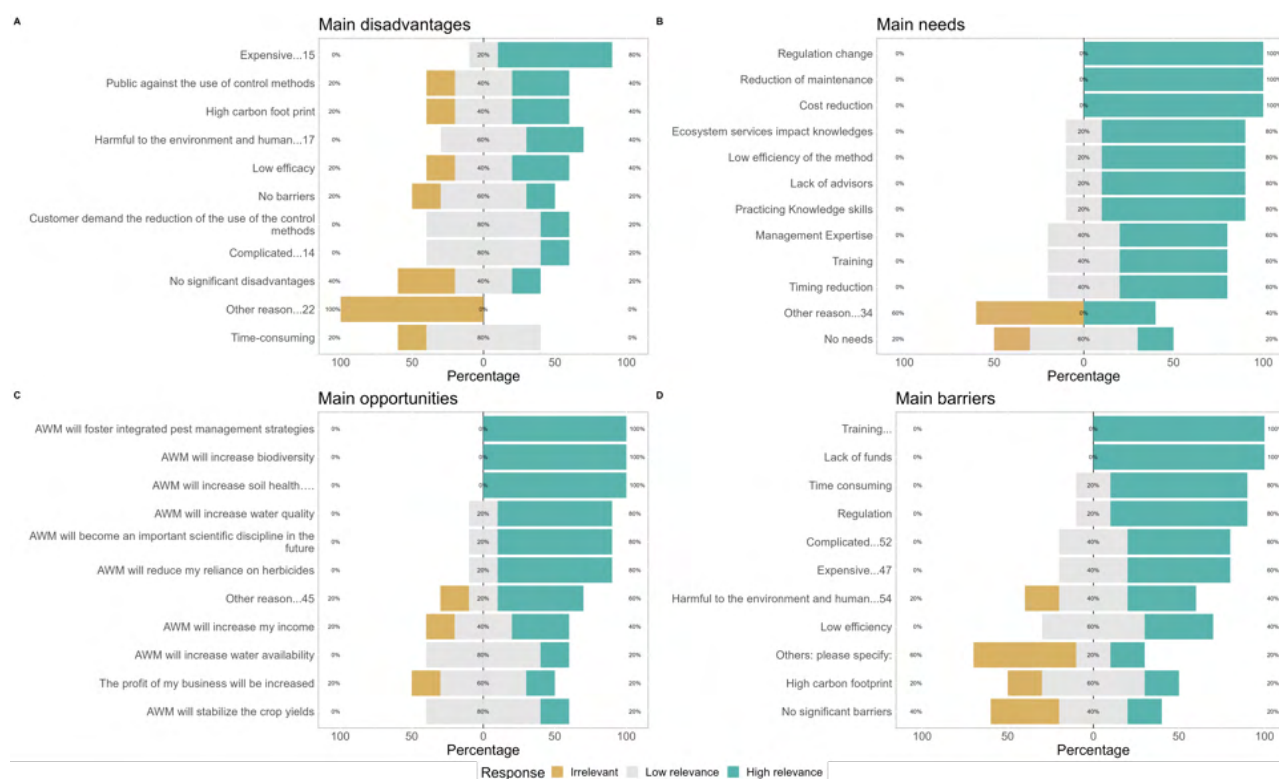 A
Main disadvantages
Expensive...15 0% 20% 80%
Public against the use of control methods 20% 40% 40%
High carbon foot print 20% 40% 40%
Harmful to the environment and human...17 0% 60% 40%
Low efficacy 20% 40% 40%
No barriers 20% 60% 20%
Customer demand the reduction of the use of the control
methods 0% 80% 20%
Complicated...14 0% 80% 20%
No significant disadvantages 40% 40% 20%
Other reason...22 100% 0% 0%
Time-consuming 20% 80% 0%
100 50 0 50 100
Percentage
B
Main needs
Regulation change 0% 0% 100%
Reduction of maintenance 0% 0% 100%
Cost reduction 0% 0% 100%
Ecosystem services impact knowledges 0% 20% 80%
Low efficiency of the method 0% 20% 80%
Lack of advisors 0% 20% 80%
Practicing Knowledge skills 0% 20% 80%
Management Expertise 0% 40% 60%
Training 0% 40% 60%
Timing reduction 0% 40% 60%
Other reason...34 60% 0% 40%
No needs 20% 60% 20%
100 50 0 50 100
Percentage
C
Main opportunities
AWM will foster integrated pest management strategies 0% 0% 100%
AWM will increase biodiversity 0% 0% 100%
AWM will increase soil health.... 0% 0% 100%
AWM will increase water quality 0% 20% 80%
AWM will become an important scientific discipline in the
future 0% 20% 80%
AWM will reduce my reliance on herbicides 0% 20% 80%
Other reason...45 20% 20% 60%
AWM will increase my income 20% 40% 40%
AWM will increase water availability 0% 80% 20%
The profit of my business will be increased 20% 60% 20%
AWM will stabilize the crop yields 0% 80% 20%
100 50 0 50 100
Percentage
D
Main barriers
Training... 0% 0% 100%
Lack of funds 0% 0% 100%
Time consuming 0% 20% 80%
Regulation 0% 20% 80%
Complicated...52 0% 40% 60%
Expensive...47 0% 40% 60%
Harmful to the environment and human...54 20% 40% 40%
Low efficiency 0% 60% 40%
Others: please specify: 60% 20% 20%
High carbon footprint 20% 60% 20%
No significant barriers 40% 40% 20%
100 50 0 50 100
Percentage
Response Irrelevant Low relevance High relevance